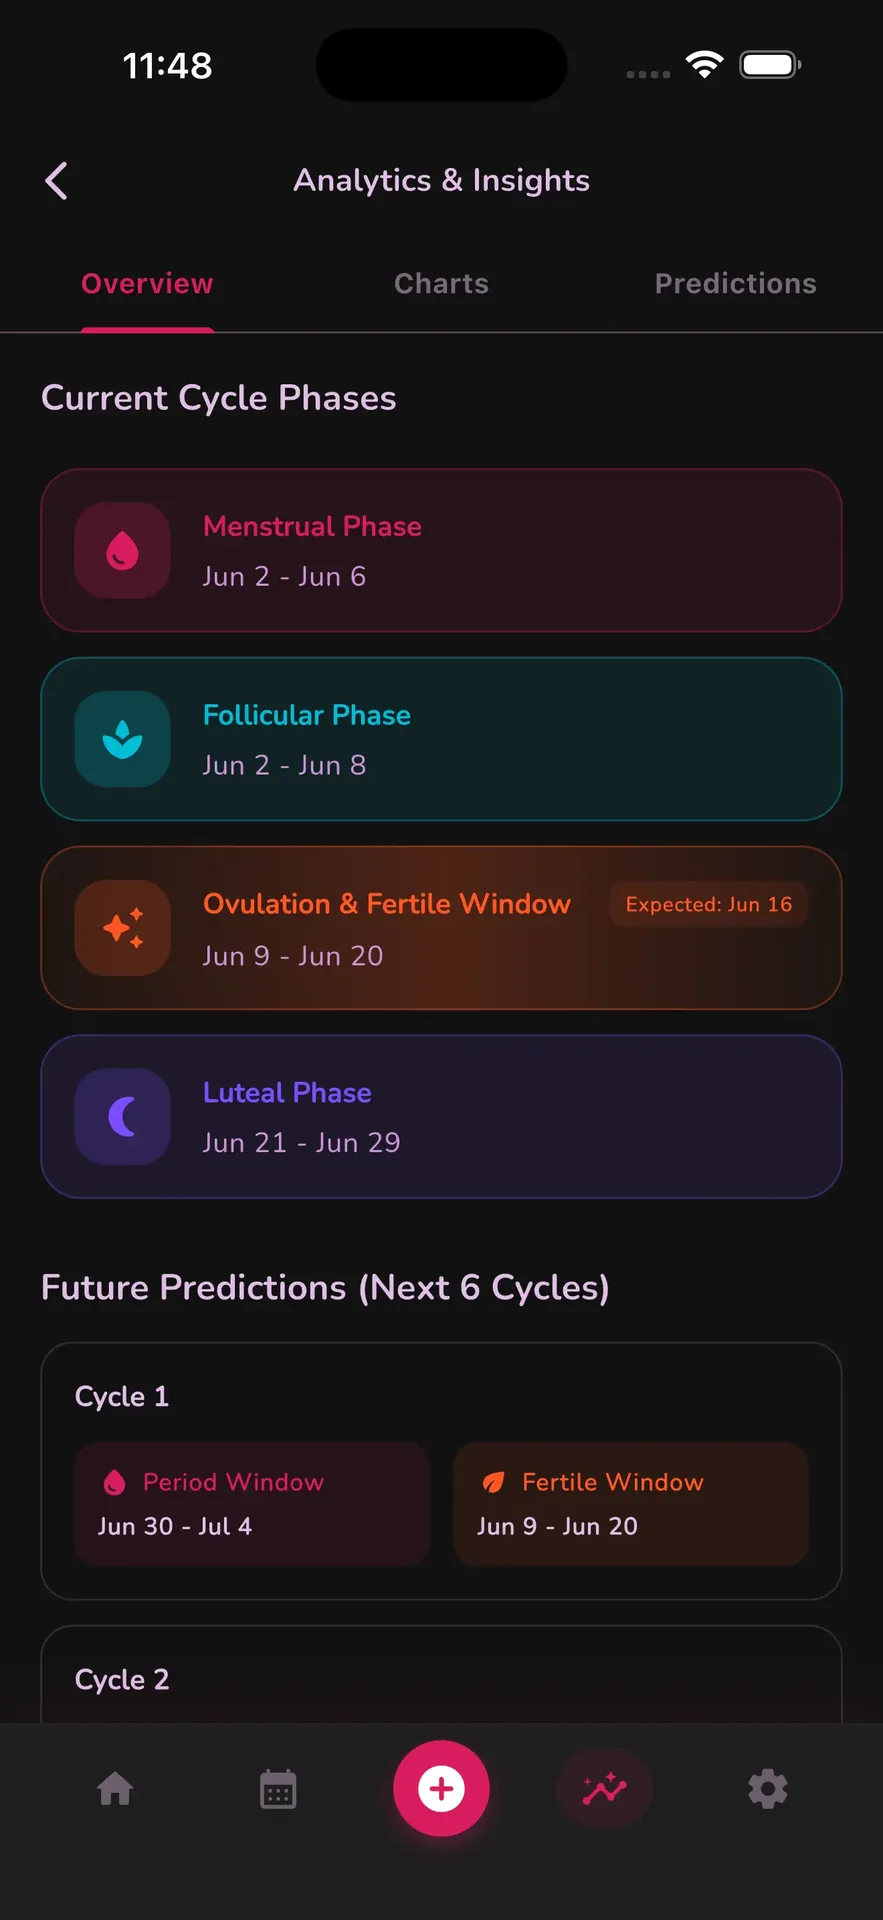 11:48
Analytics & Insights
Overview
Charts
Predictions
Current Cycle Phases
Menstrual Phase
Jun 2 - Jun 6
Follicular Phase
Jun 2 - Jun 8
Ovulation & Fertile Window
Expected: Jun 16
Jun 9 - Jun 20
Luteal Phase
Jun 21 - Jun 29
Future Predictions (Next 6 Cycles)
Cycle 1
Period Window
Jun 30 - Jul 4
Fertile Window
Jun 9 - Jun 20
Cycle 2